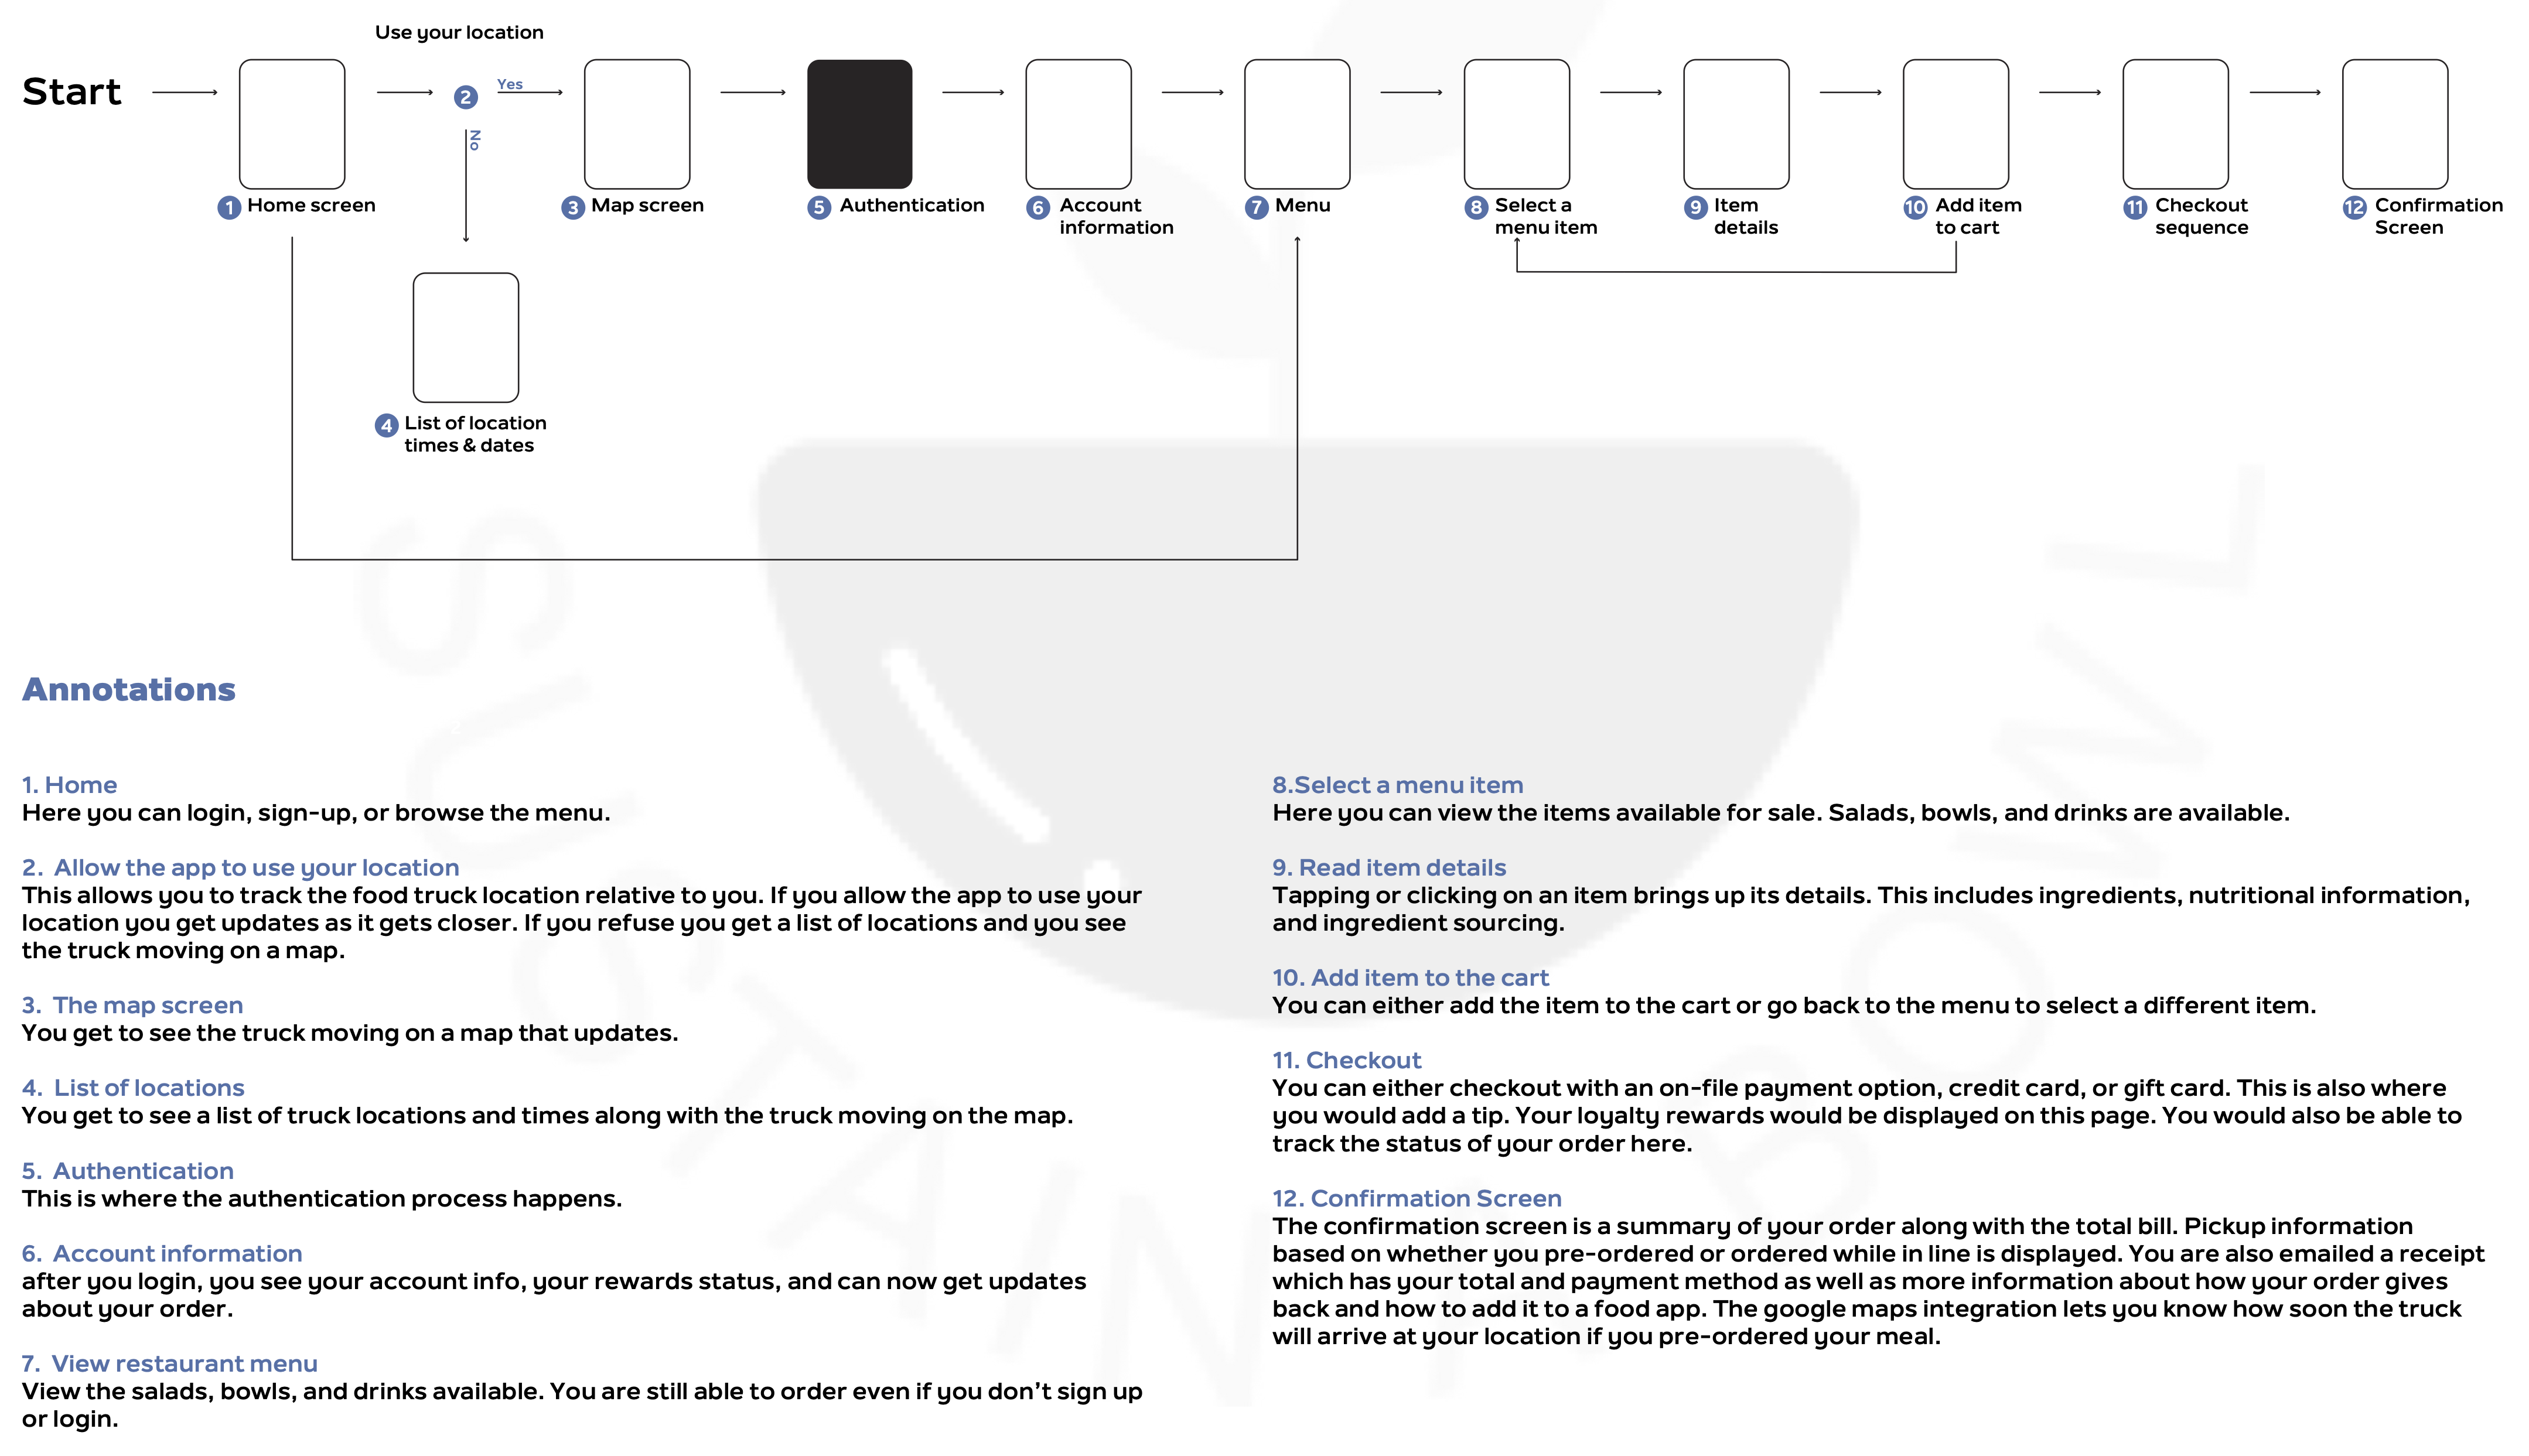 Use your location
Start
2
Yes
No
1 Home screen
3 Map screen
5 Authentication
6 Account
information
7 Menu
8 Select a
menu item
9 Item
details
10 Add item
to cart
11 Checkout
sequence
12 Confirmation
Screen
4 List of location
times & dates
Annotations
2
1. Home
Here you can login, sign-up, or browse the menu.
2. Allow the app to use your location
This allows you to track the food truck location relative to you. If you allow the app to use your
location you get updates as it gets closer. If you refuse you get a list of locations and you see
the truck moving on a map.
3. The map screen
You get to see the truck moving on a map that updates.
4. List of locations
You get to see a list of truck locations and times along with the truck moving on the map.
5. Authentication
This is where the authentication process happens.
6. Account information
after you login, you see your account info, your rewards status, and can now get updates
about your order.
7. View restaurant menu
View the salads, bowls, and drinks available. You are still able to order even if you don't sign up
or login.
8.Select a menu item
Here you can view the items available for sale. Salads, bowls, and drinks are available.
9. Read item details
Tapping or clicking on an item brings up its details. This includes ingredients, nutritional information,
and ingredient sourcing.
10. Add item to the cart
You can either add the item to the cart or go back to the menu to select a different item.
11. Checkout
You can either checkout with an on-file payment option, credit card, or gift card. This is also where
you would add a tip. Your loyalty rewards would be displayed on this page. You would also be able to
track the status of your order here.
12. Confirmation Screen
The confirmation screen is a summary of your order along with the total bill. Pickup information
based on whether you pre-ordered or ordered while in line is displayed. You are also emailed a receipt
which has your total and payment method as well as more information about how your order gives
back and how to add it to a food app. The google maps integration lets you know how soon the truck
will arrive at your location if you pre-ordered your meal.
SUSTAIN A BOWL